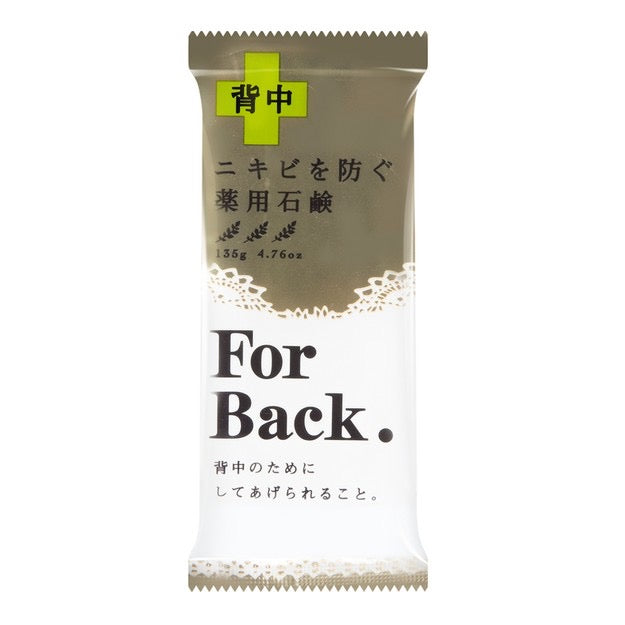 背中
ニキビを防ぐ
薬用石鹸
135g 4.76oz
For
Back.
背中のために
してあげられること。